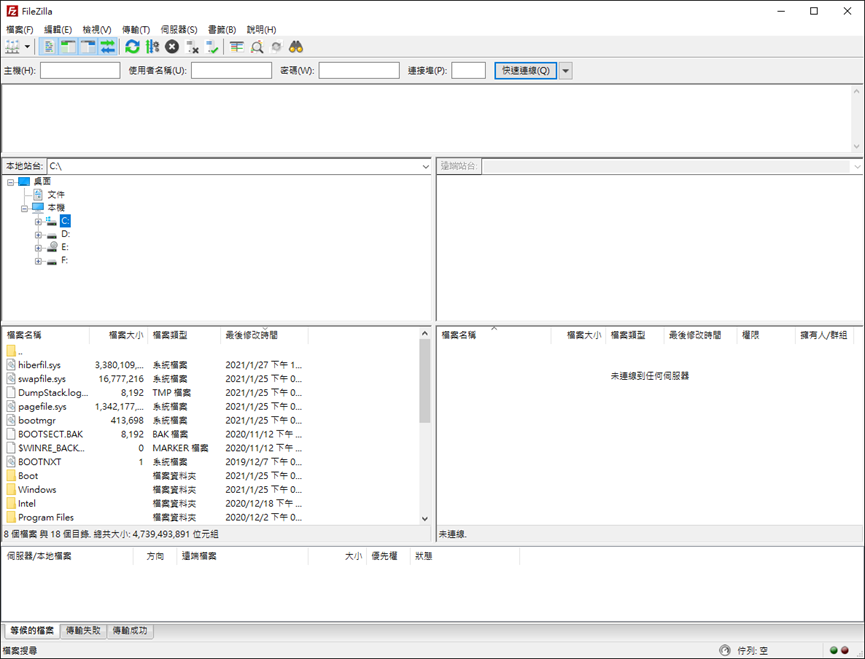 FileZilla
檔案(F) 編輯(E) 檢視(V) 傳輸(T) 伺服器(S) 書籤(B) 說明(H)
主機(H): 使用者名稱(U): 密碼(W): 連接埠(P): 快速連線(Q)
本地站台: C:\
遠端站台:
桌面
文件
本機
C:
D:
E:
F:
檔案名稱 檔案大小 檔案類型 最後修改時間
..
hiberfil.sys 3,380,109,... 系統檔案 2021/1/27 下午 1...
swapfile.sys 16,777,216 系統檔案 2021/1/25 下午 0...
DumpStack.log... 8,192 TMP 檔案 2021/1/25 下午 0...
pagefile.sys 1,342,177,... 系統檔案 2021/1/25 下午 0...
bootmgr 413,698 系統檔案 2021/1/25 下午 0...
BOOTSECT.BAK 8,192 BAK 檔案 2020/11/12 下午 ...
$WINRE_BACK... 0 MARKER 檔案 2020/11/12 下午 ...
BOOTNXT 1 系統檔案 2019/12/7 下午 0...
Boot 檔案資料夾 2021/1/25 下午 0...
Windows 檔案資料夾 2021/1/25 下午 0...
Intel 檔案資料夾 2020/12/18 下午 ...
Program Files 檔案資料夾 2020/12/2 下午 0...
8 個檔案 與 18 個目錄. 總共大小: 4,739,493,891 位元組
檔案名稱 檔案大小 檔案類型 最後修改時間 權限 擁有人/群組
未連線到任何伺服器
未連線.
伺服器/本地檔案 方向 遠端檔案 大小 優先權 狀態
等候的檔案 傳輸失敗 傳輸成功
檔案搜尋 佇列: 空